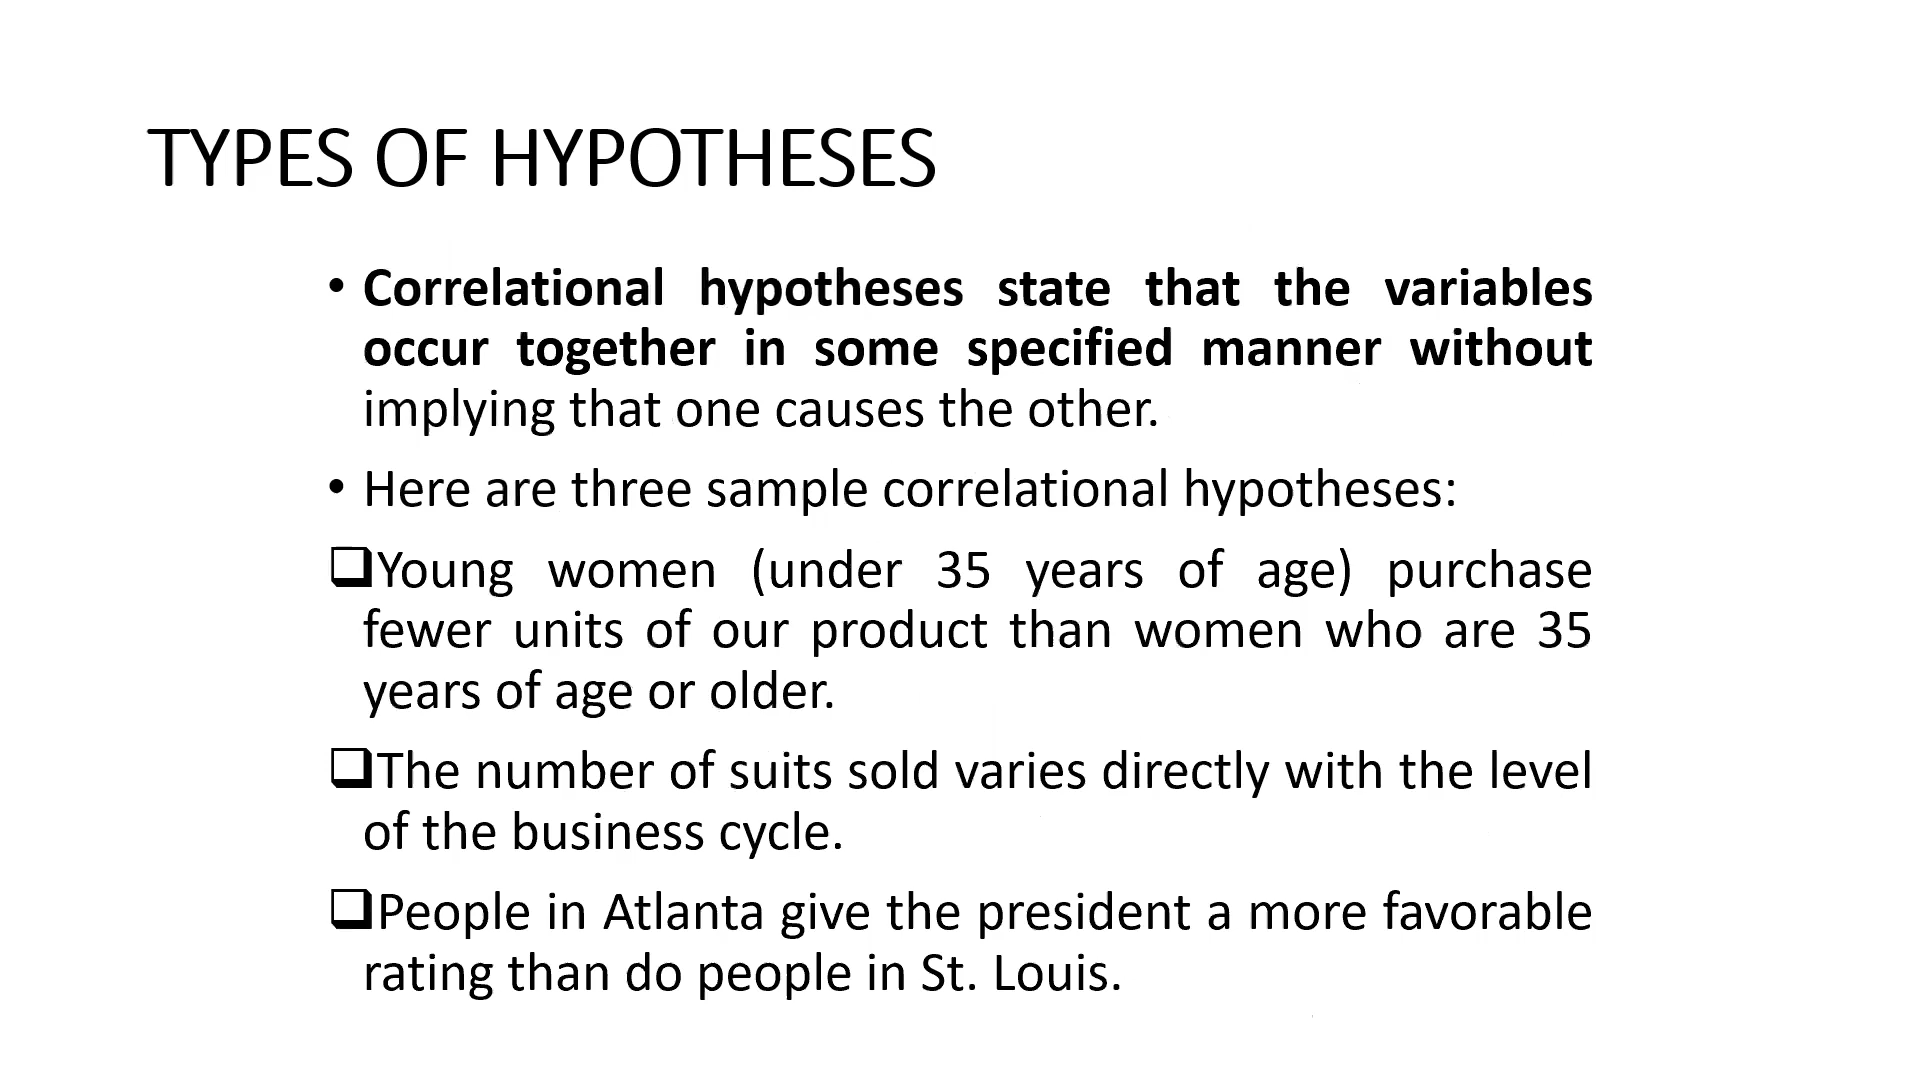 TYPES OF HYPOTHESES
• Correlational hypotheses state that the variables
occur together in some specified manner without
implying that one causes the other.
• Here are three sample correlational hypotheses:
❑Young women (under 35 years of age) purchase
fewer units of our product than women who are 35
years of age or older.
❑The number of suits sold varies directly with the level
of the business cycle.
❑People in Atlanta give the president a more favorable
rating than do people in St. Louis.